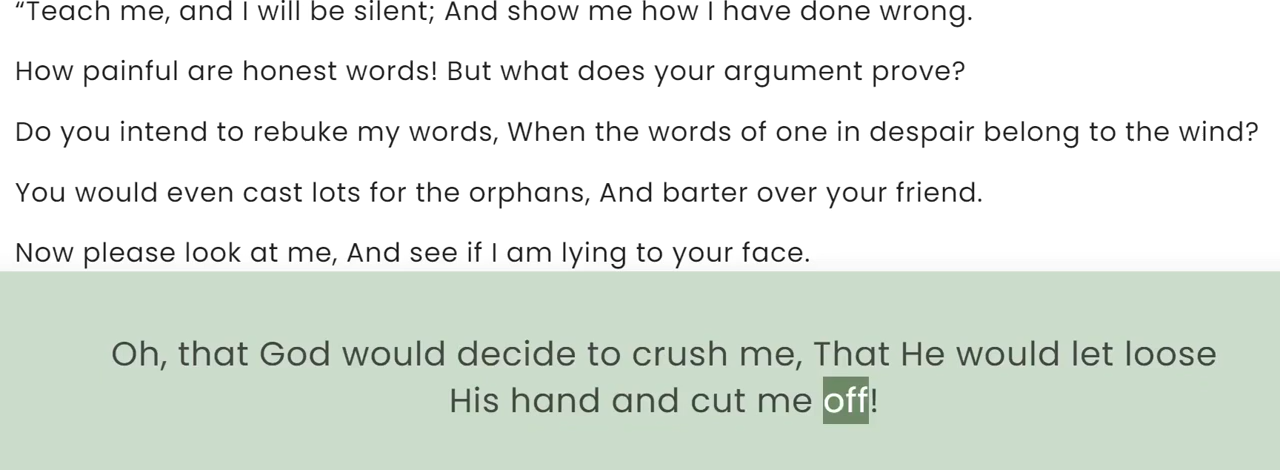 “Teach me, and I will be silent; And show me how I have done wrong.
How painful are honest words! But what does your argument prove?
Do you intend to rebuke my words, When the words of one in despair belong to the wind?
You would even cast lots for the orphans, And barter over your friend.
Now please look at me, And see if I am lying to your face.
Oh, that God would decide to crush me, That He would let loose
His hand and cut me off!